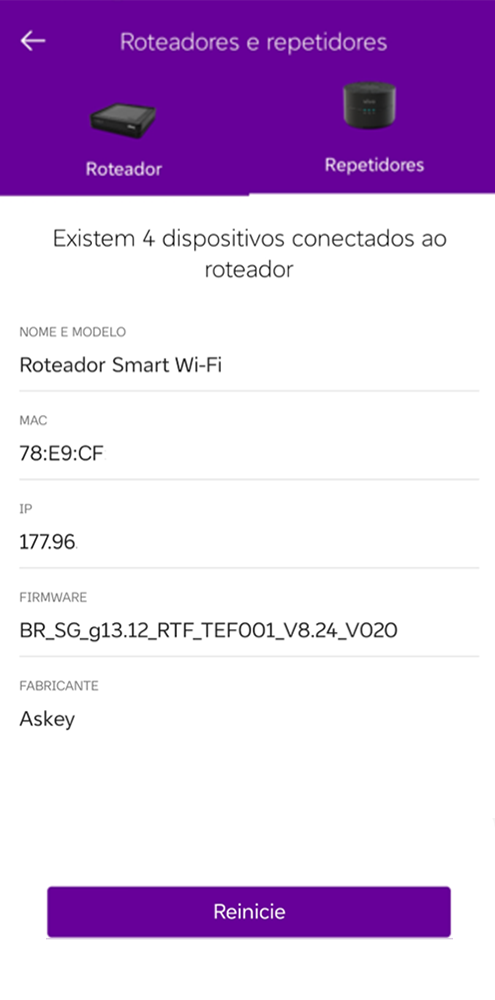 Roteadores e repetidores
Roteador
Repetidores
Existem 4 dispositivos conectados ao
roteador
NOME E MODELO
Roteador Smart Wi-Fi
MAC
78:E9:CF
IP
177.96
FIRMWARE
BR_SG_g13.12_RTF_TEF001_V8.24_V020
FABRICANTE
Askey
Reinicie